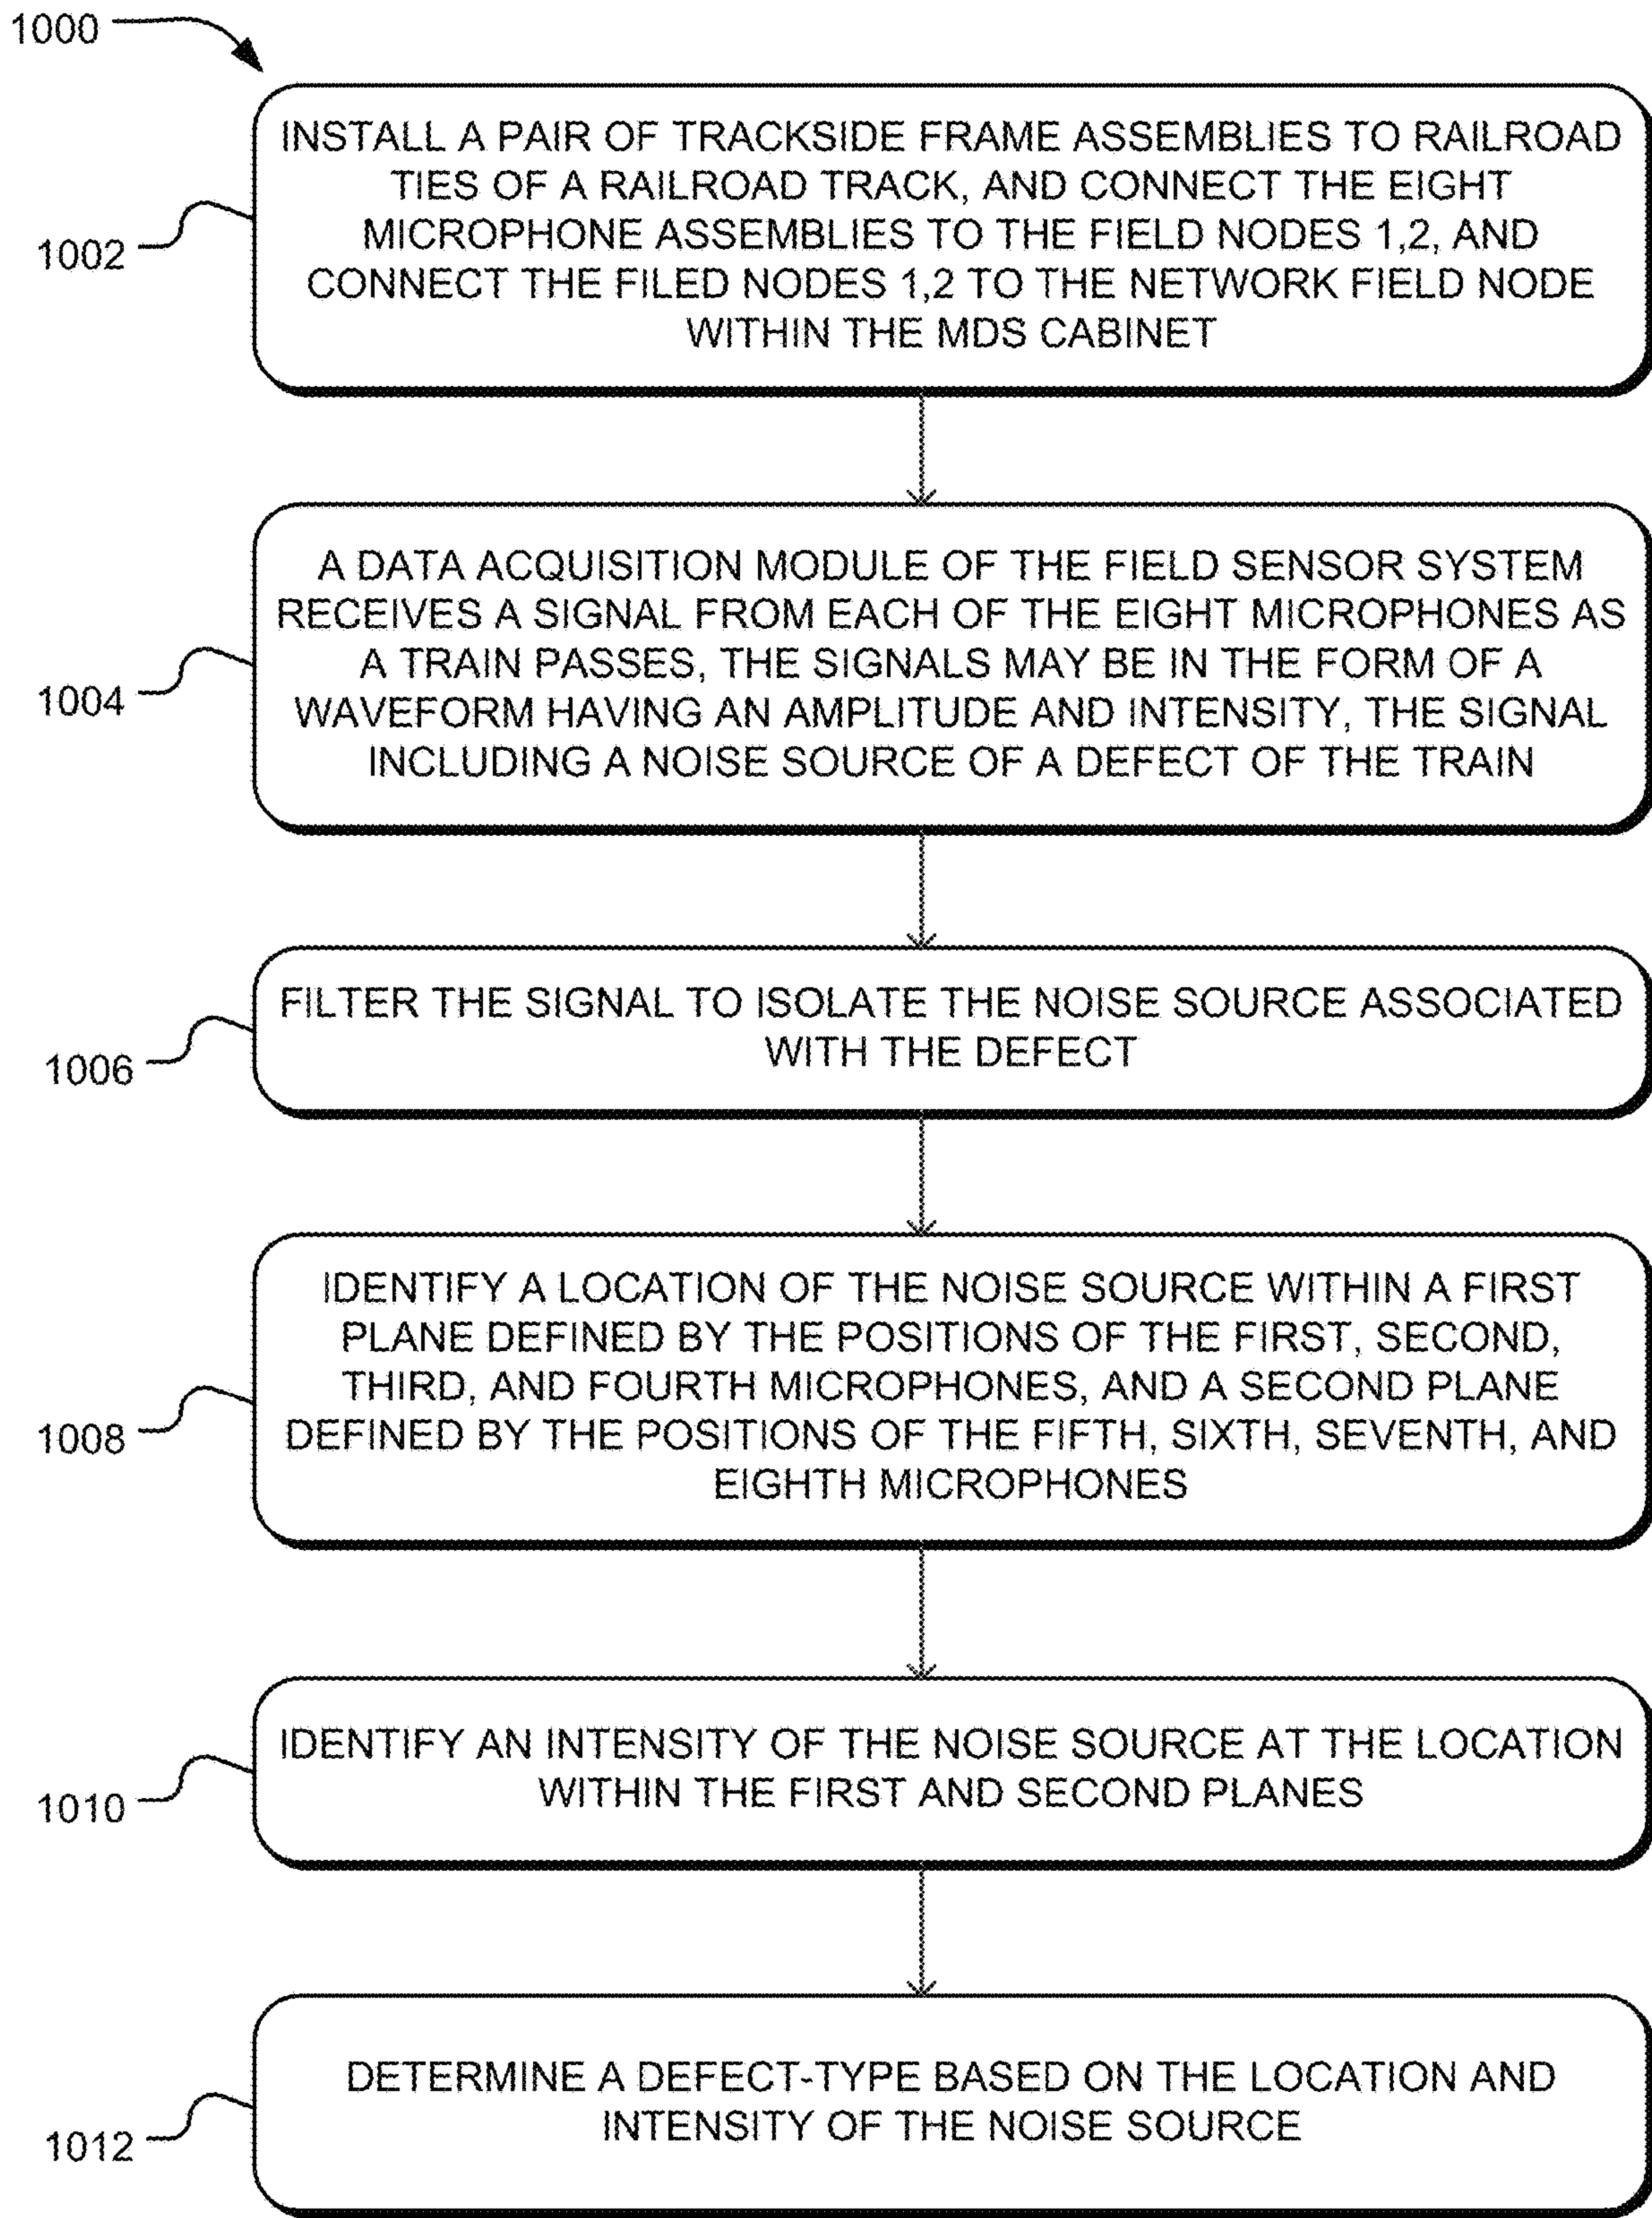 1000
INSTALL A PAIR OF TRACKSIDE FRAME ASSEMBLIES TO RAILROAD
TIES OF A RAILROAD TRACK, AND CONNECT THE EIGHT
MICROPHONE ASSEMBLIES TO THE FIELD NODES 1,2, AND
CONNECT THE FILED NODES 1,2 TO THE NETWORK FIELD NODE
WITHIN THE MDS CABINET
1002
A DATA ACQUISITION MODULE OF THE FIELD SENSOR SYSTEM
RECEIVES A SIGNAL FROM EACH OF THE EIGHT MICROPHONES AS
A TRAIN PASSES, THE SIGNALS MAY BE IN THE FORM OF A
WAVEFORM HAVING AN AMPLITUDE AND INTENSITY, THE SIGNAL
INCLUDING A NOISE SOURCE OF A DEFECT OF THE TRAIN
1004
FILTER THE SIGNAL TO ISOLATE THE NOISE SOURCE ASSOCIATED
WITH THE DEFECT
1006
IDENTIFY A LOCATION OF THE NOISE SOURCE WITHIN A FIRST
PLANE DEFINED BY THE POSITIONS OF THE FIRST, SECOND,
THIRD, AND FOURTH MICROPHONES, AND A SECOND PLANE
DEFINED BY THE POSITIONS OF THE FIFTH, SIXTH, SEVENTH, AND
EIGHTH MICROPHONES
1008
IDENTIFY AN INTENSITY OF THE NOISE SOURCE AT THE LOCATION
WITHIN THE FIRST AND SECOND PLANES
1010
DETERMINE A DEFECT-TYPE BASED ON THE LOCATION AND
INTENSITY OF THE NOISE SOURCE
1012